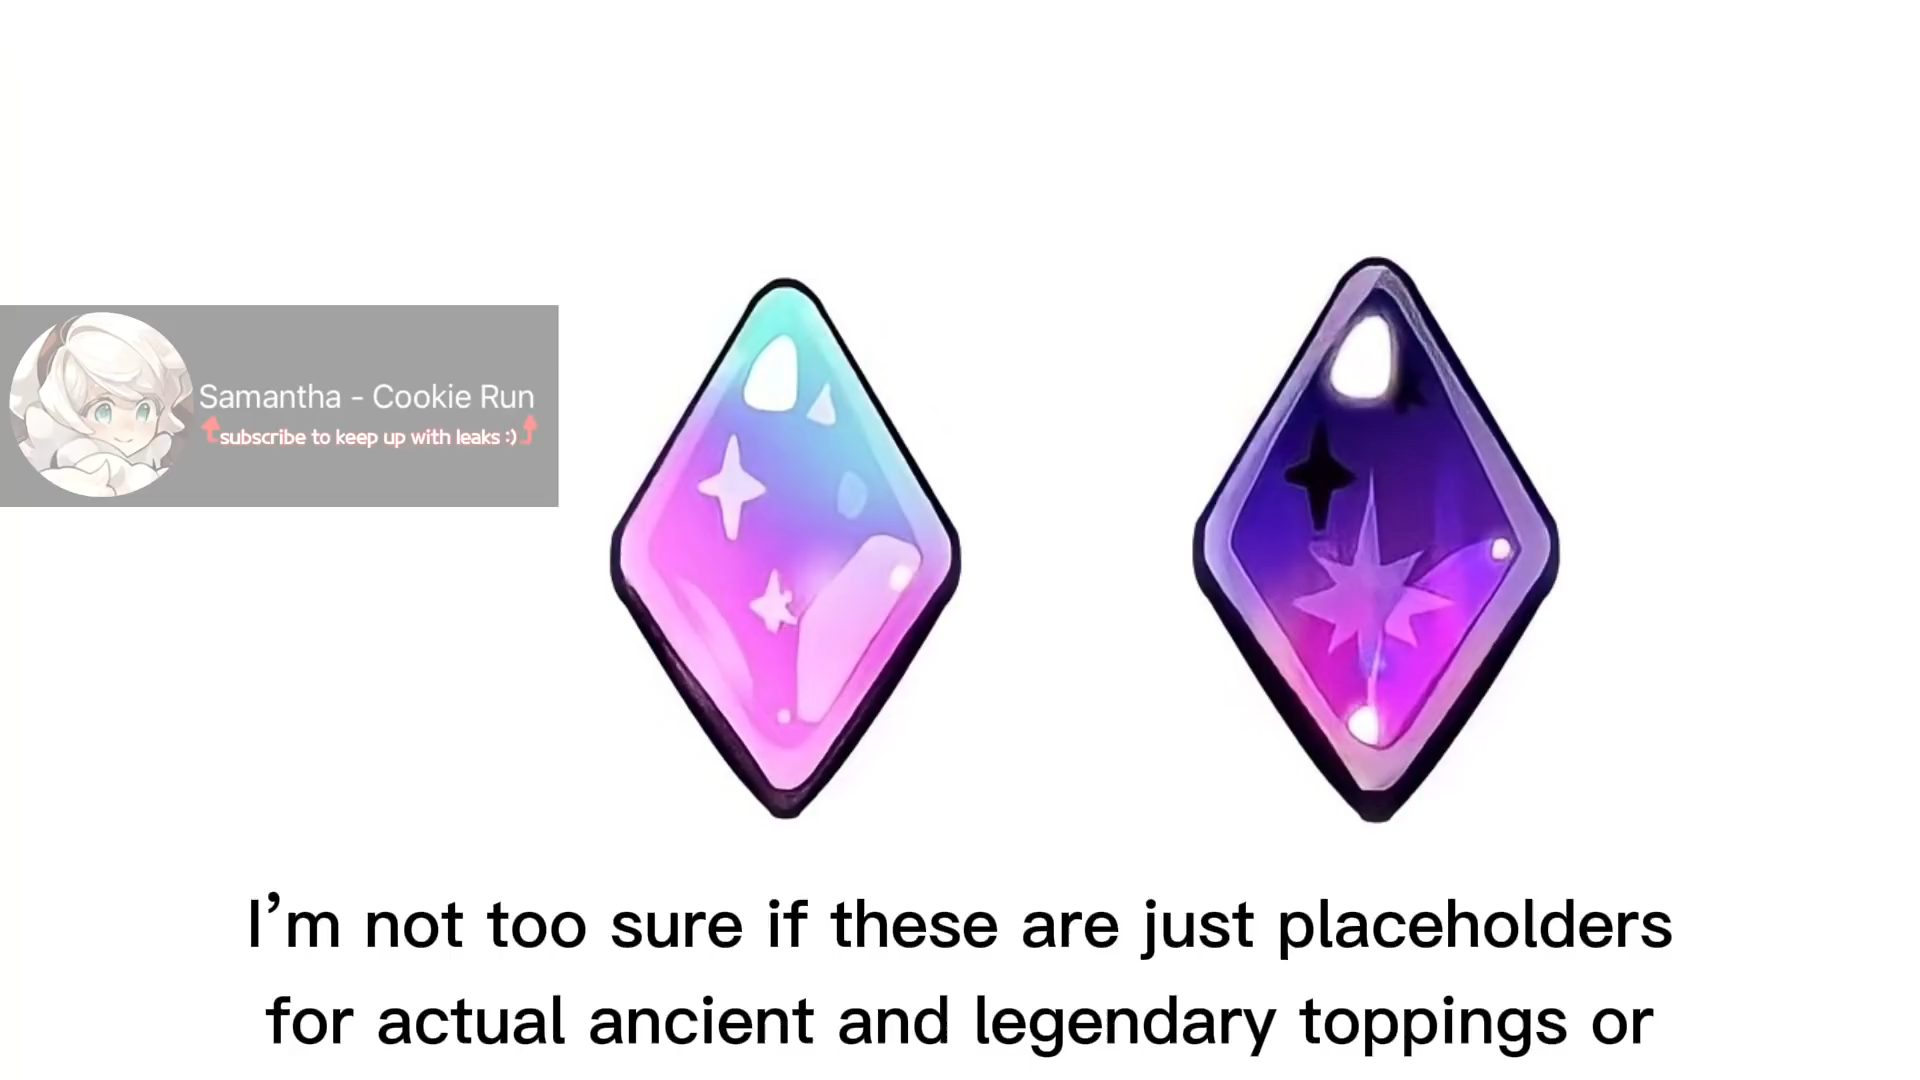 Samantha - Cookie Run
subscribe to keep up with leaks :)
I’m not too sure if these are just placeholders
for actual ancient and legendary toppings or